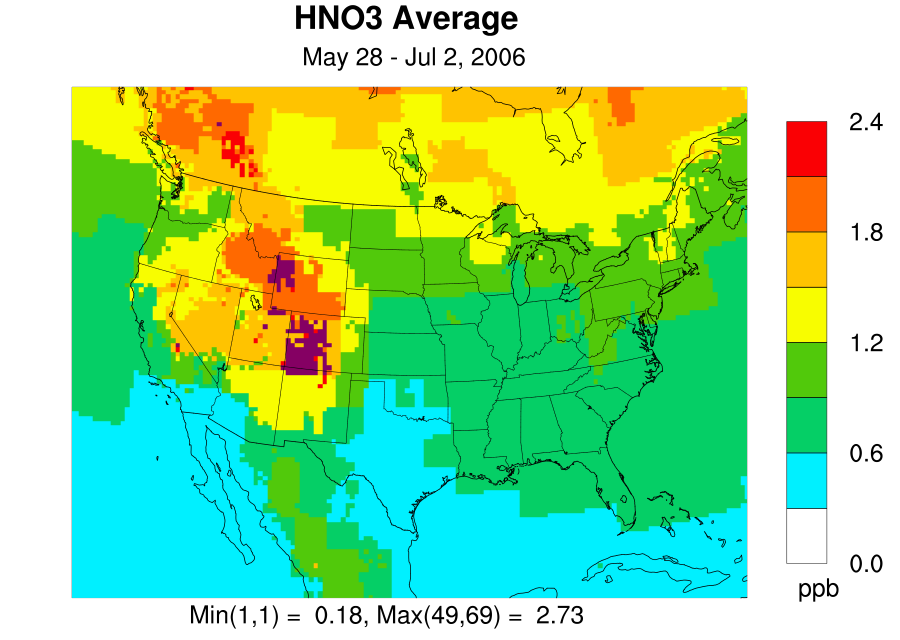 HNO3 Average
May 28 - Jul 2, 2006
2.4
1.8
1.2
0.6
0.0
ppb
Min(1,1) =  0.18, Max(49,69) =  2.73